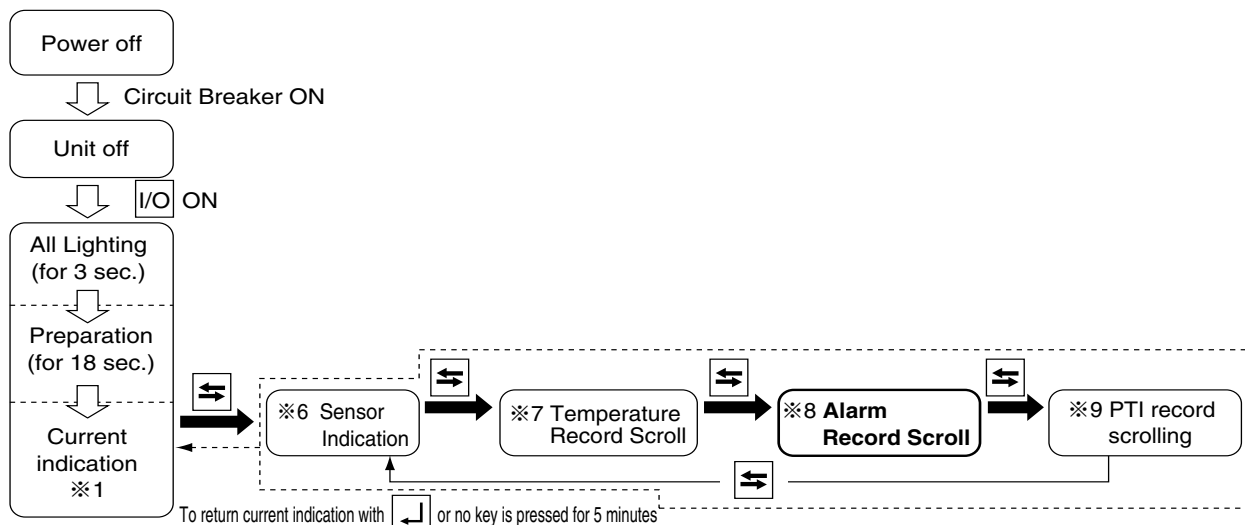 Power off
Circuit Breaker ON
Unit off
I/O ON
All Lighting
(for 3 sec.)
Preparation
(for 18 sec.)
Current
indication
※1
※6 Sensor
Indication
※7 Temperature
Record Scroll
※8 Alarm
Record Scroll
※9 PTI record
scrolling
To return current indication with or no key is pressed for 5 minutes